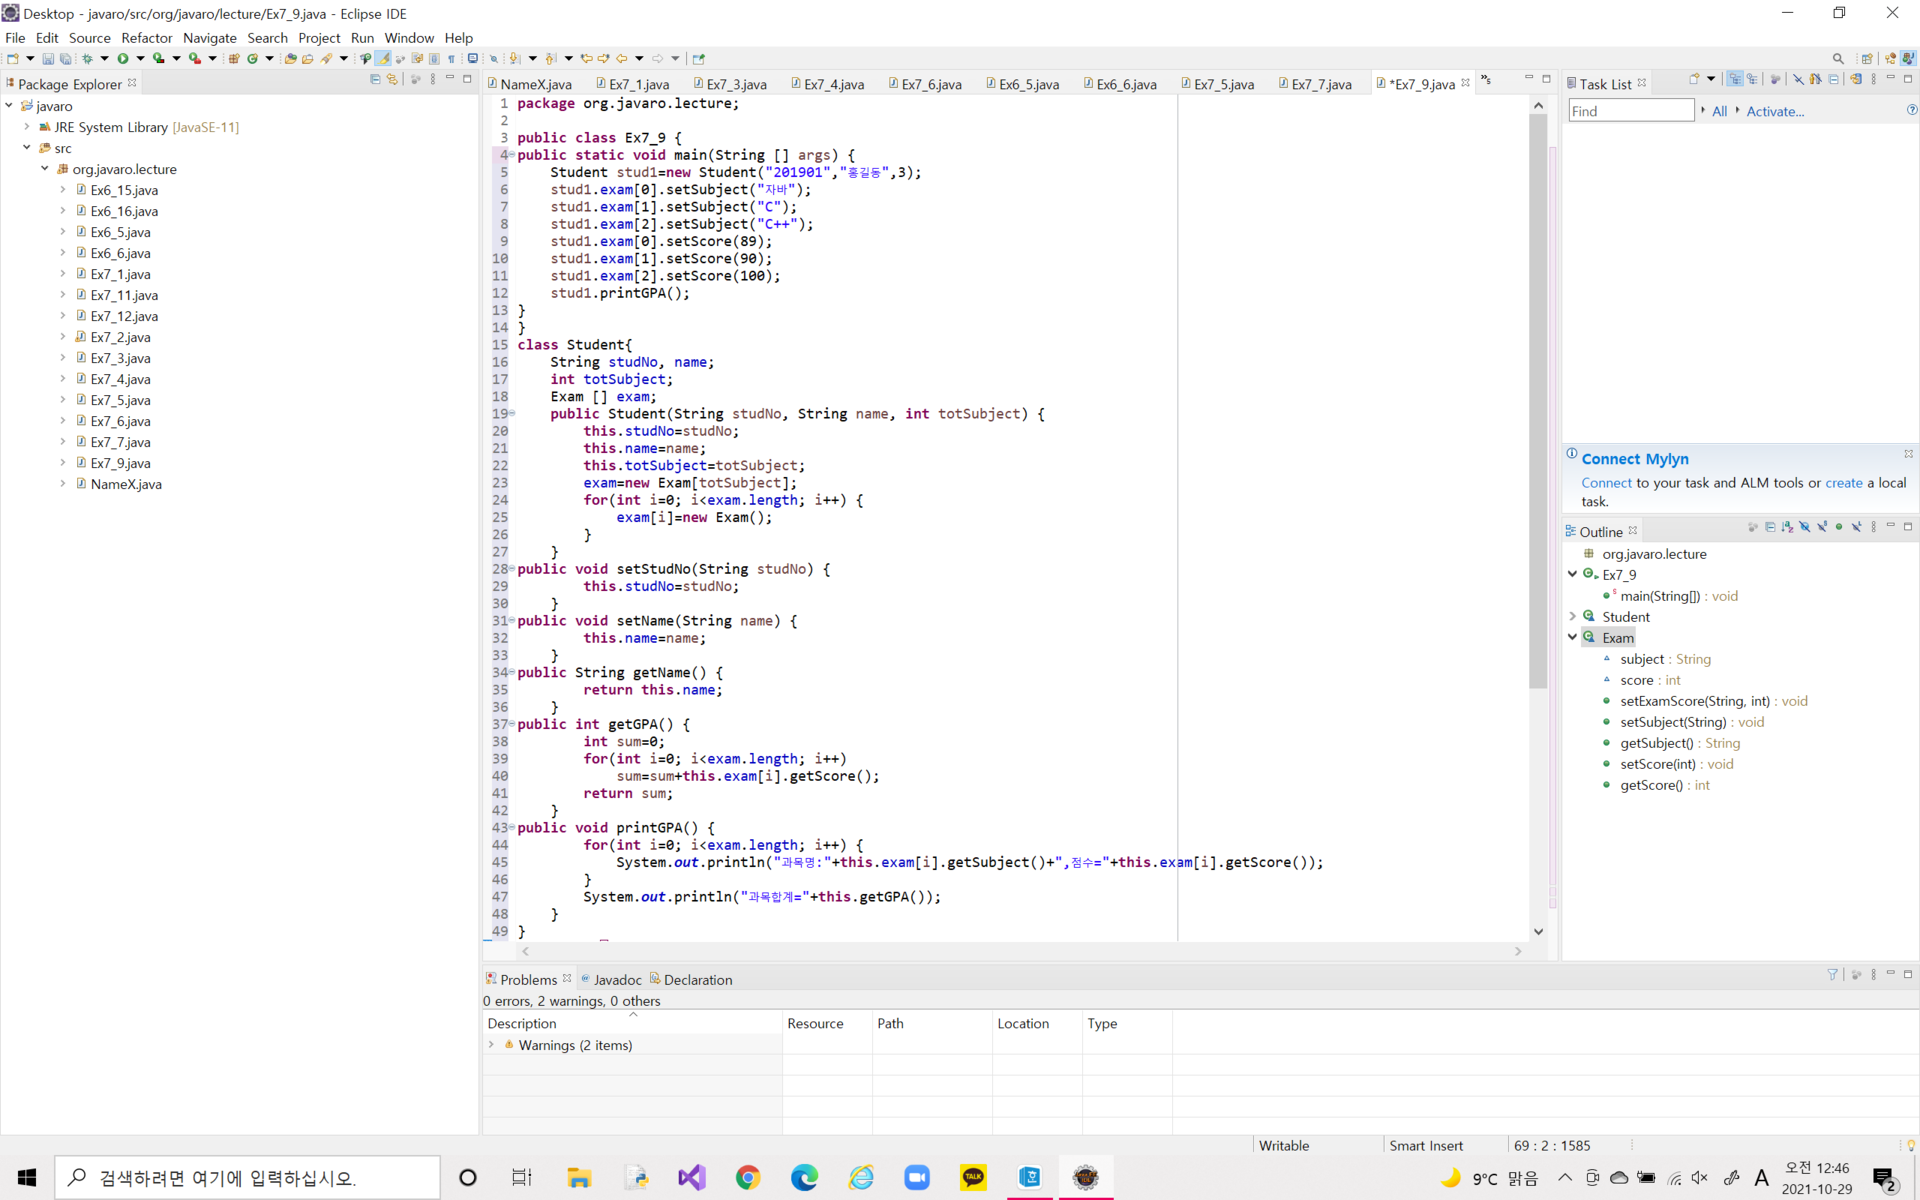 Desktop - javaro/src/org/javaro/lecture/Ex7_9.java - Eclipse IDE
File Edit Source Refactor Navigate Search Project Run Window Help
Package Explorer
javaro
JRE System Library [JavaSE-11]
src
org.javaro.lecture
Ex6_15.java
Ex6_16.java
Ex6_5.java
Ex6_6.java
Ex7_1.java
Ex7_11.java
Ex7_12.java
Ex7_2.java
Ex7_3.java
Ex7_4.java
Ex7_5.java
Ex7_6.java
Ex7_7.java
Ex7_9.java
NameX.java
NameX.java Ex7_1.java Ex7_3.java Ex7_4.java Ex7_6.java Ex6_5.java Ex6_6.java Ex7_5.java Ex7_7.java *Ex7_9.java »5
1 package org.javaro.lecture;
2
3 public class Ex7_9 {
4 public static void main(String [] args) {
5 Student stud1=new Student("201901","홍길동",3);
6 stud1.exam[0].setSubject("자바");
7 stud1.exam[1].setSubject("C");
8 stud1.exam[2].setSubject("C++");
9 stud1.exam[0].setScore(89);
10 stud1.exam[1].setScore(90);
11 stud1.exam[2].setScore(100);
12 stud1.printGPA();
13 }
14 }
15 class Student{
16 String studNo, name;
17 int totSubject;
18 Exam [] exam;
19 public Student(String studNo, String name, int totSubject) {
20 this.studNo=studNo;
21 this.name=name;
22 this.totSubject=totSubject;
23 exam=new Exam[totSubject];
24 for(int i=0; i<exam.length; i++) {
25 exam[i]=new Exam();
26 }
27 }
28 public void setStudNo(String studNo) {
29 this.studNo=studNo;
30 }
31 public void setName(String name) {
32 this.name=name;
33 }
34 public String getName() {
35 return this.name;
36 }
37 public int getGPA() {
38 int sum=0;
39 for(int i=0; i<exam.length; i++)
40 sum=sum+this.exam[i].getScore();
41 return sum;
42 }
43 public void printGPA() {
44 for(int i=0; i<exam.length; i++) {
45 System.out.println("과목명:"+this.exam[i].getSubject()+",점수="+this.exam[i].getScore());
46 }
47 System.out.println("과목합계="+this.getGPA());
48 }
49 }
Task List
Find All Activate...
Connect Mylyn
Connect to your task and ALM tools or create a local
task.
Outline
org.javaro.lecture
Ex7_9
main(String[]) : void
Student
Exam
subject : String
score : int
setExamScore(String, int) : void
setSubject(String) : void
getSubject() : String
setScore(int) : void
getScore() : int
Problems Javadoc Declaration
0 errors, 2 warnings, 0 others
Description Resource Path Location Type
Warnings (2 items)
Writable Smart Insert 69 : 2 : 1585
검색하려면 여기에 입력하십시오.
TALK
9°C 맑음
A
오전 12:46
2021-10-29
2